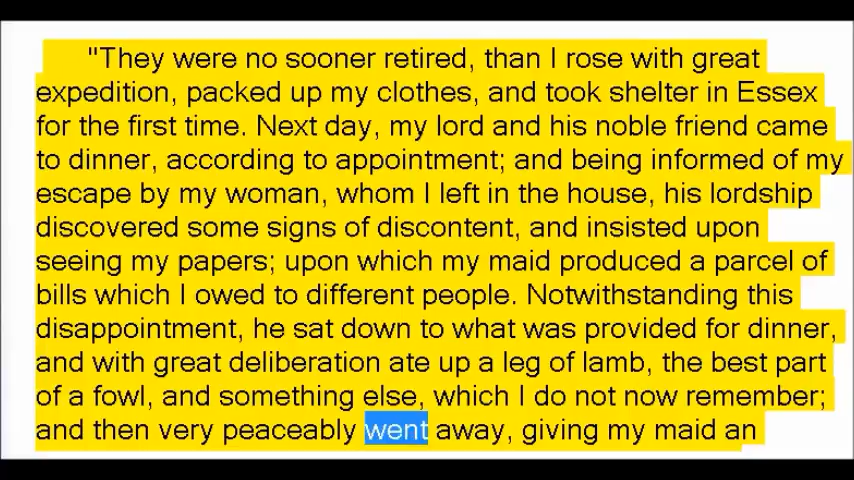 "They were no sooner retired, than I rose with great
expedition, packed up my clothes, and took shelter in Essex
for the first time. Next day, my lord and his noble friend came
to dinner, according to appointment; and being informed of my
escape by my woman, whom I left in the house, his lordship
discovered some signs of discontent, and insisted upon
seeing my papers; upon which my maid produced a parcel of
bills which I owed to different people. Notwithstanding this
disappointment, he sat down to what was provided for dinner,
and with great deliberation ate up a leg of lamb, the best part
of a fowl, and something else, which I do not now remember;
and then very peaceably went away, giving my maid an